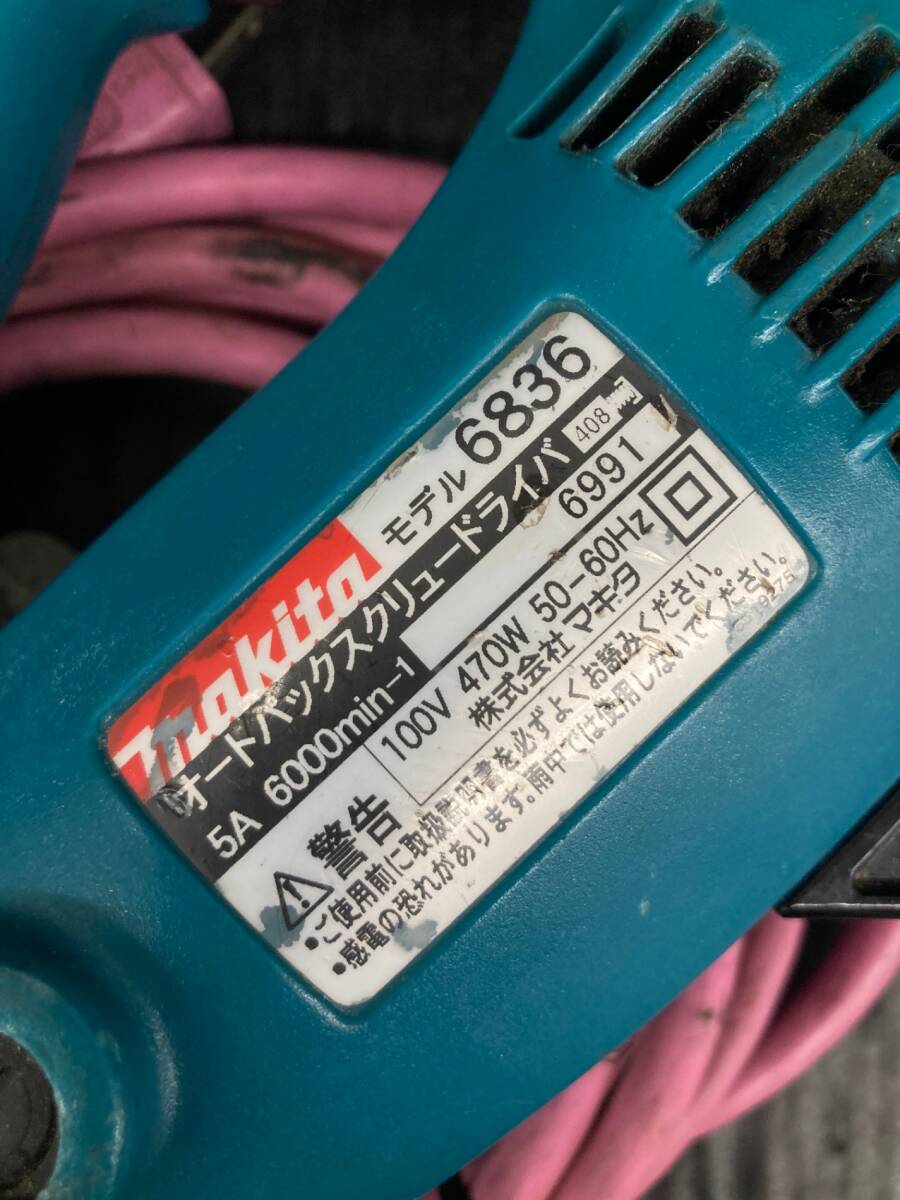 makita モデル 6836
オートパックスクリュードライバ 408
5A 6000min-1 6991
100V 470W 50-60Hz
株式会社 マキタ
警告
•ご使用前に取扱説明書を必ずよくお読みください。
•感電の恐れがあります。雨中では使用しないでください。